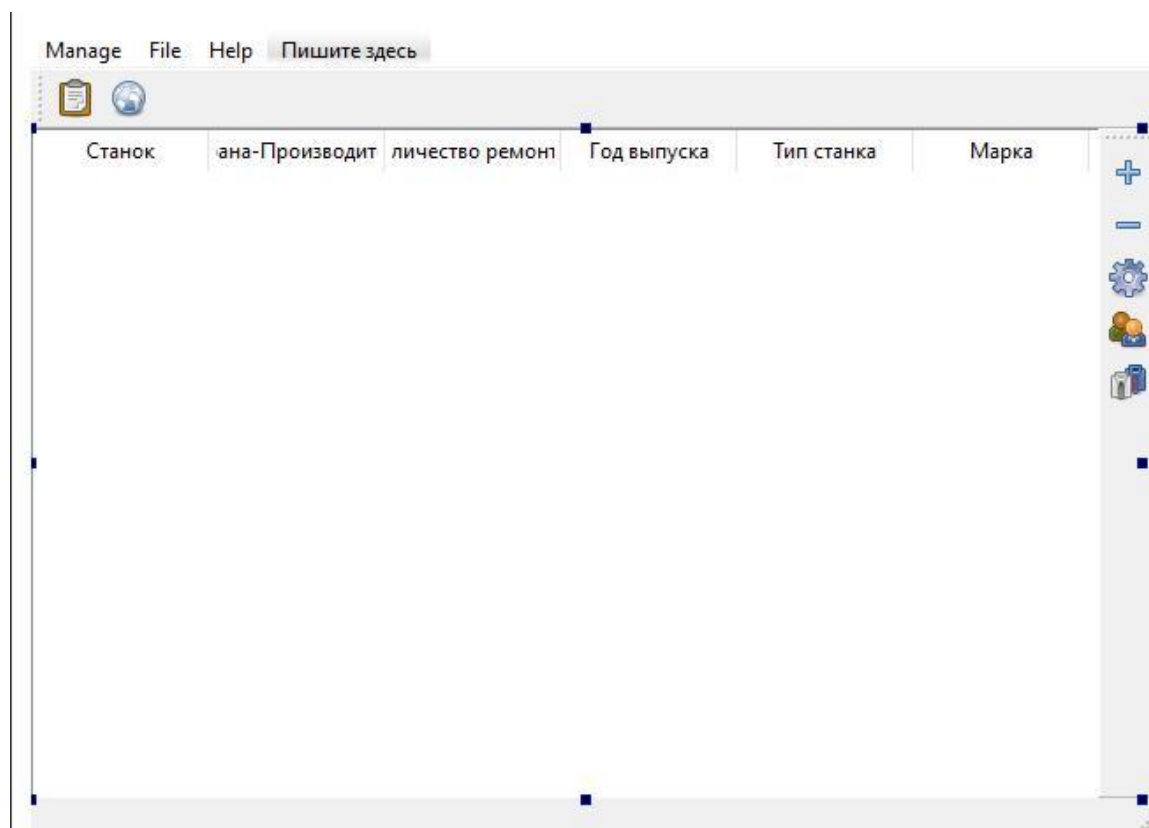 Manage File Help Пишите здесь
Станок ана-Производит личество ремонт Год выпуска Тип станка Марка